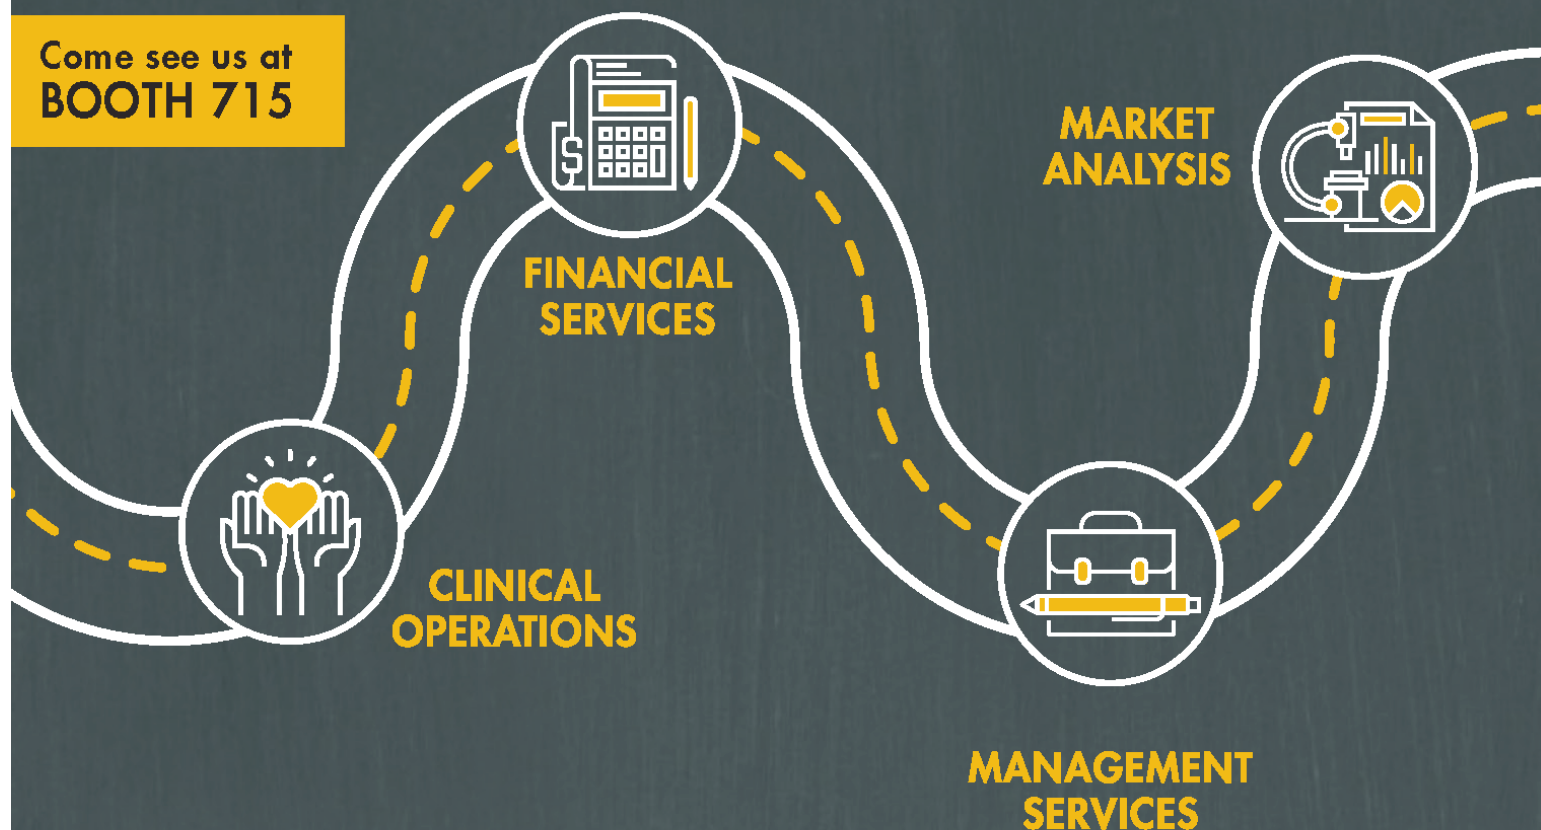 Come see us at
BOOTH 715
FINANCIAL
SERVICES
MARKET
ANALYSIS
CLINICAL
OPERATIONS
MANAGEMENT
SERVICES